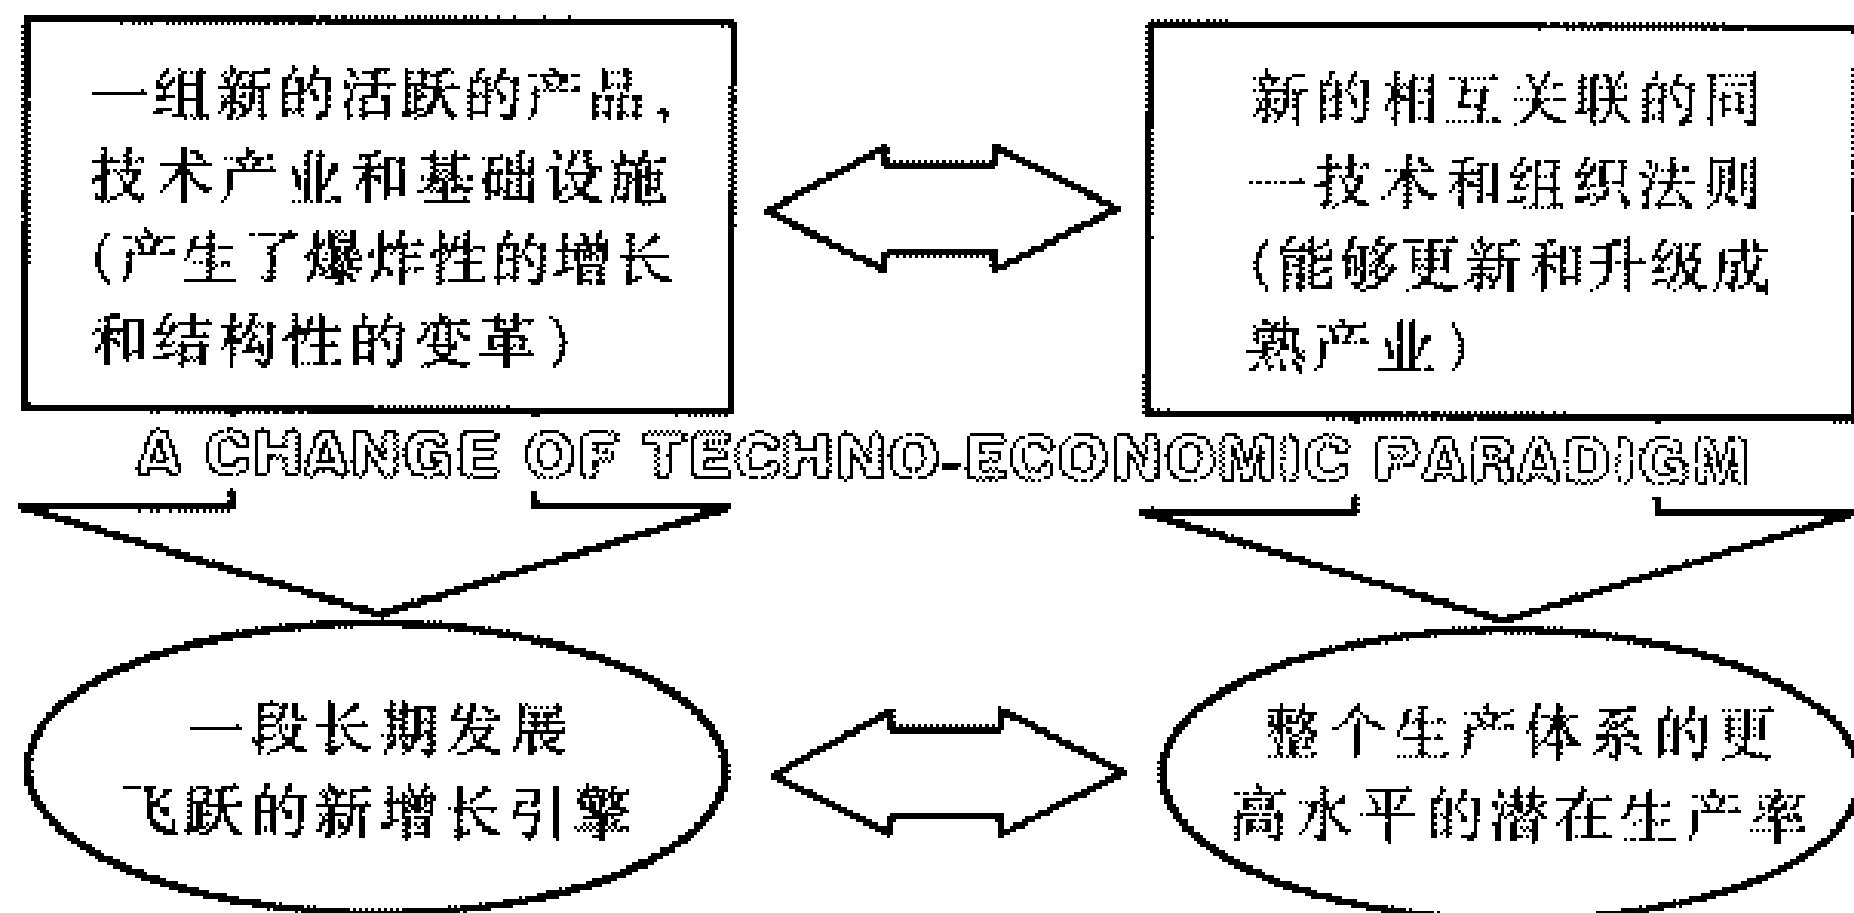 一组新的活跃的产品,
技术产业和基础设施
(产生了爆炸性的增长
和结构性的变革)
新的相互关联的同
一技术和组织法则
(能够更新和升级成
熟产业)
A CHANGE OF TECHNO-ECONOMIC PARADIGM
一段长期发展
飞跃的新增长引擎
整个生产体系的更
高水平的潜在生产率